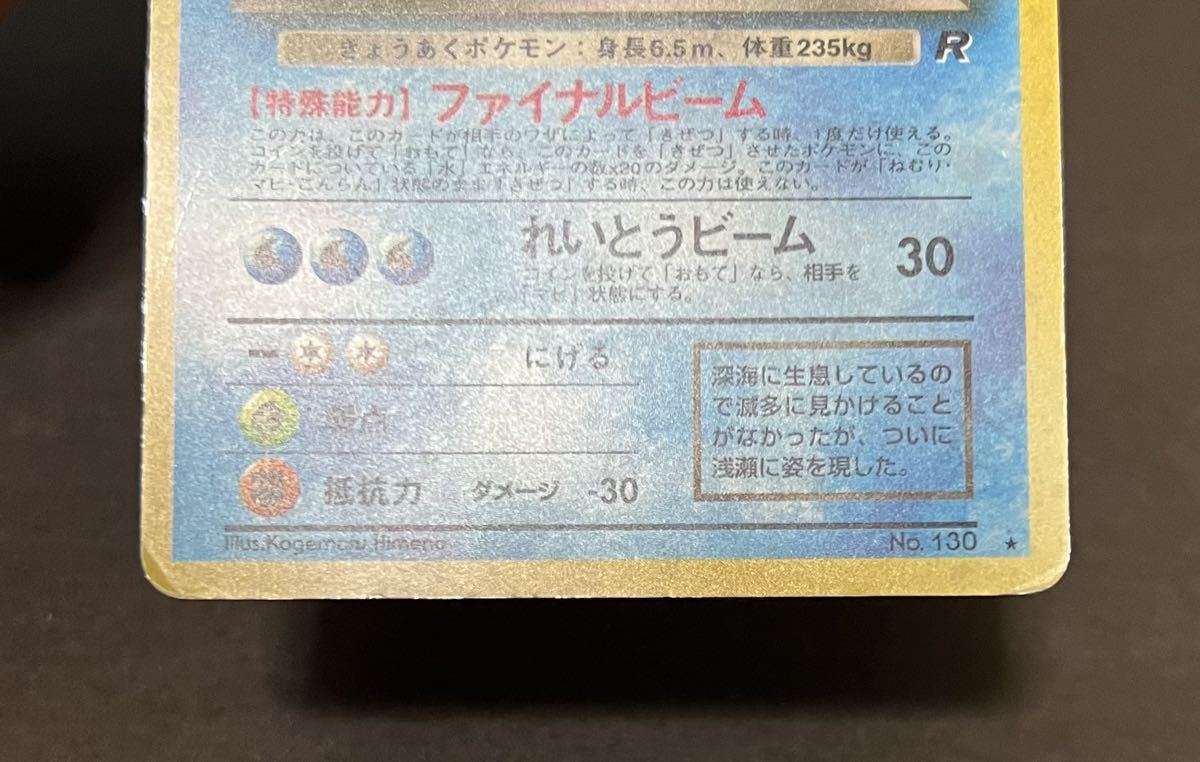 きょうあくポケモン：身長6.5m、体重235kg
R
【特殊能力】ファイナルビーム
この力は、このカードが相手のワザによって「きぜつ」する時、1度だけ使える。
コインを投げて「おもて」なら、このカードを「きぜつ」させたポケモンに、この
カードについている「水」エネルギーの数x20のダメージ。このカードが「ねむり・
マヒ・こんらん」状態のまま「きぜつ」する時、この力は使えない。
れいとうビーム 30
コインを投げて「おもて」なら、相手を
「マヒ」状態にする。
にげる
弱点
抵抗力 ダメージ -30
深海に生息しているの
で滅多に見かけること
がなかったが、ついに
浅瀬に姿を現した。
Illus.Kagemaru Himeno No. 130 ★